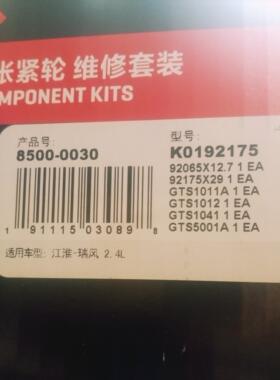 张紧轮 维修套装
MPONENT KITS
产品号:
8500-0030
型号:
K0192175
92065X12.7 1 EA
92175X29 1 EA
GTS1011A 1 EA
GTS1012 1 EA
GTS1041 1 EA
GTS5001A 1 EA
1 91115 03089 8
适用车型: 江淮-瑞风 2.4L